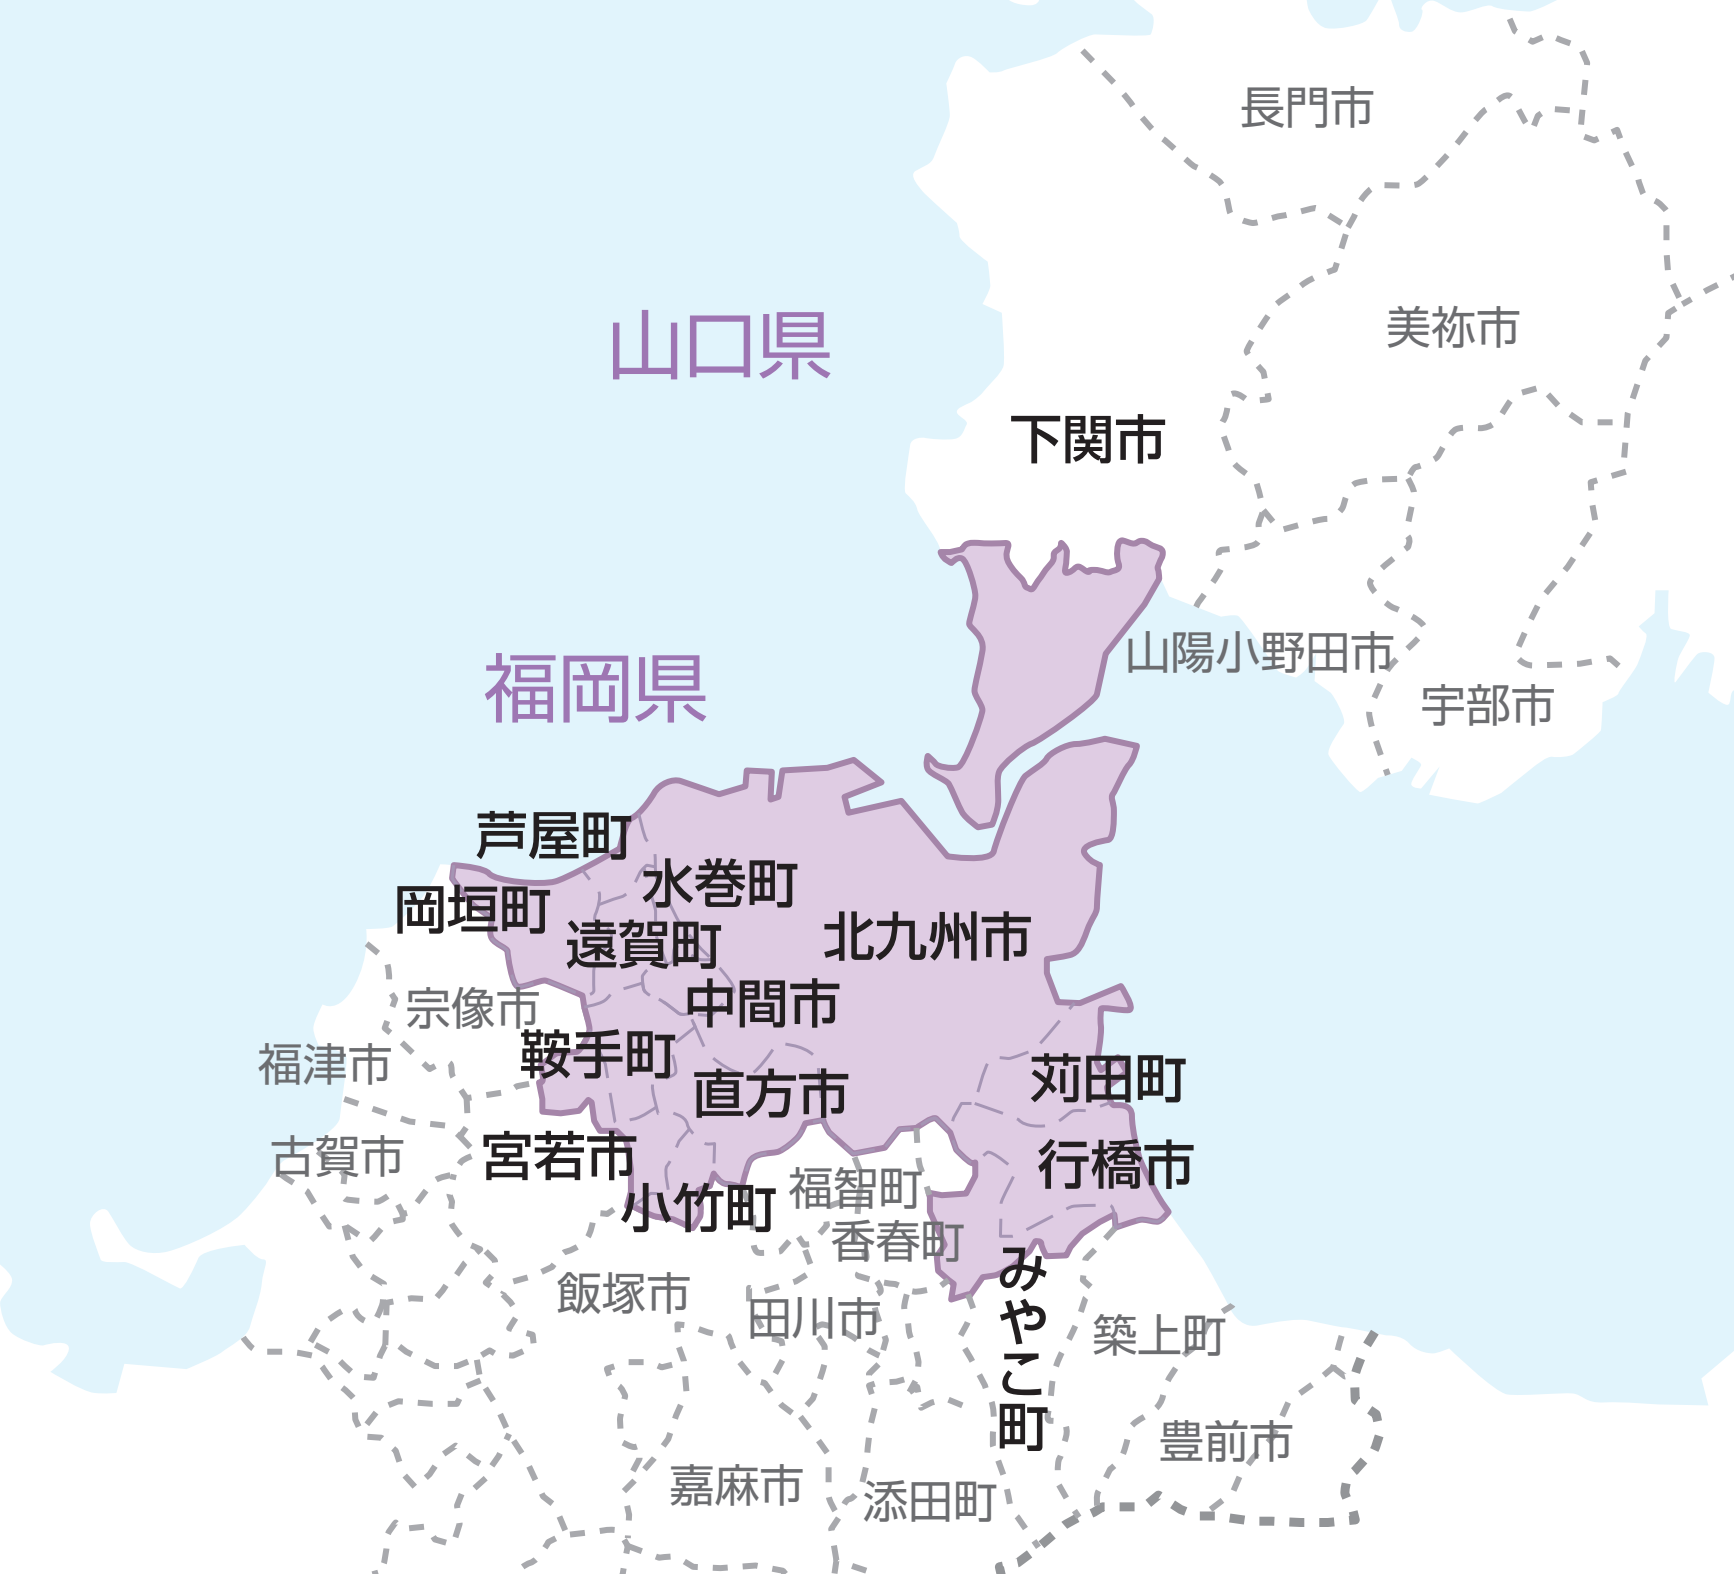 長門市
美祢市
山口県
下関市
山陽小野田市
福岡県
宇部市
芦屋町
水巻町
岡垣町
遠賀町
北九州市
宗像市
中間市
福津市
鞍手町
苅田町
直方市
古賀市
宮若市
行橋市
福智町
小竹町
香春町
飯塚市
田川市
みやこ町
築上町
豊前市
嘉麻市
添田町